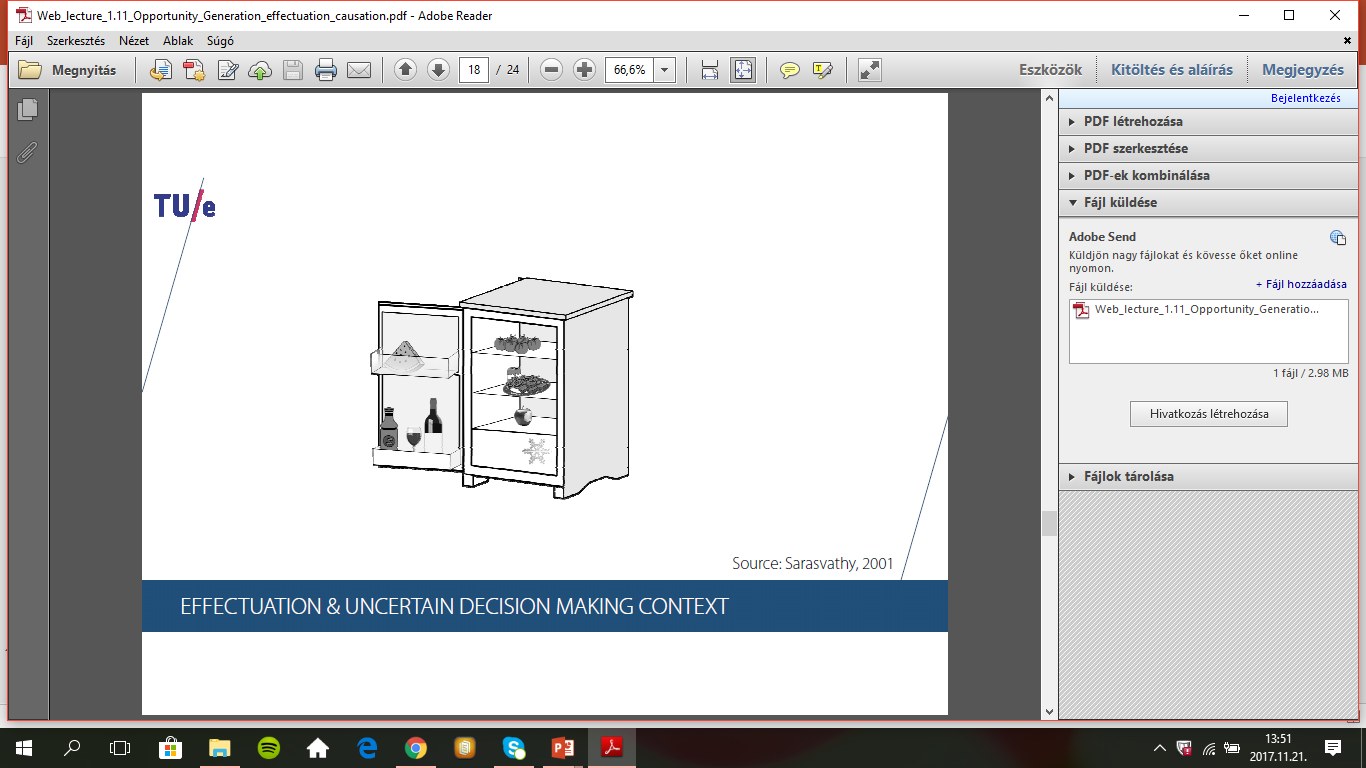 Web_lecture_1.11_Opportunity_Generation_effectuation_causation.pdf - Adobe Reader
Fájl Szerkesztés Nézet Ablak Súgó
Megnyitás 18 / 24 66,6% Eszközök Kitöltés és aláírás Megjegyzés
Bejelentkezés
PDF létrehozása
PDF szerkesztése
PDF-ek kombinálása
Fájl küldése
Adobe Send
Küldjön nagy fájlokat és kövesse őket online
nyomon.
Fájl küldése: + Fájl hozzáadása
Web_lecture_1.11_Opportunity_Generatio...
1 fájl / 2.98 MB
Hivatkozás létrehozása
Fájlok tárolása
TU/e
Source: Sarasvathy, 2001
EFFECTUATION & UNCERTAIN DECISION MAKING CONTEXT
13:51
2017.11.21.